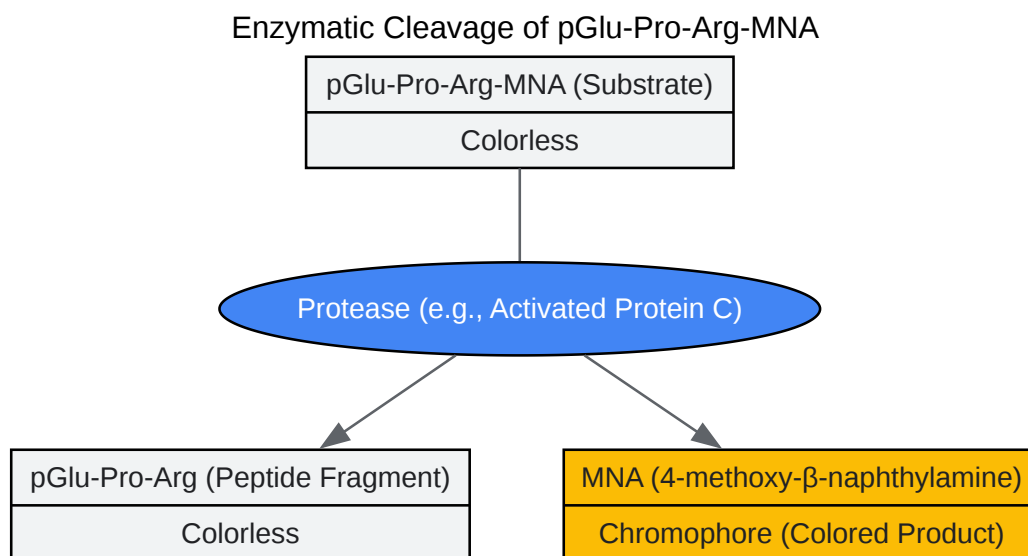 Enzymatic Cleavage of pGlu-Pro-Arg-MNA
pGlu-Pro-Arg-MNA (Substrate)
Colorless
Protease (e.g., Activated Protein C)
pGlu-Pro-Arg (Peptide Fragment)
Colorless
MNA (4-methoxy-β-naphthylamine)
Chromophore (Colored Product)